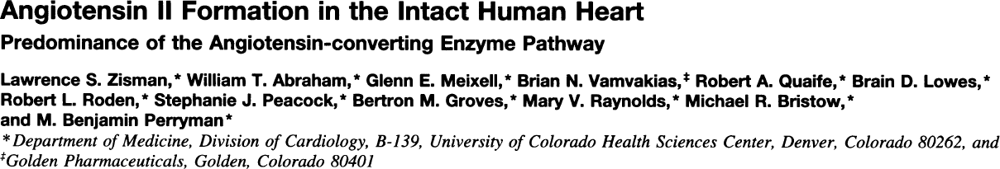 Angiotensin II Formation in the Intact Human Heart
Predominance of the Angiotensin-converting Enzyme Pathway
Lawrence S. Zisman,* William T. Abraham,* Glenn E. Meixell,* Brian N. Vamvakias,‡ Robert A. Quaife,* Brain D. Lowes,*
Robert L. Roden,* Stephanie J. Peacock,* Bertron M. Groves,* Mary V. Raynolds,* Michael R. Bristow,*
and M. Benjamin Perryman*
*Department of Medicine, Division of Cardiology, B-139, University of Colorado Health Sciences Center, Denver, Colorado 80262, and
‡Golden Pharmaceuticals, Golden, Colorado 80401